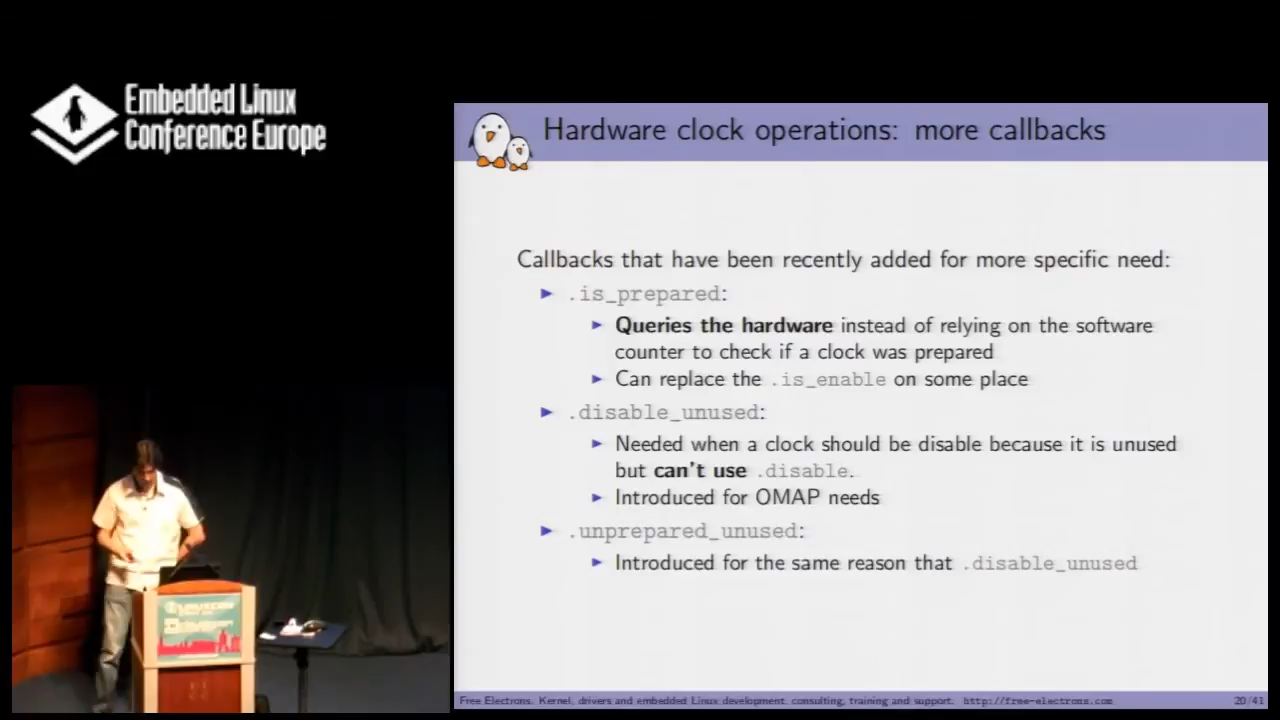 Embedded Linux
Conference Europe
Hardware clock operations: more callbacks
Callbacks that have been recently added for more specific need:
.is_prepared:
Queries the hardware instead of relying on the software
counter to check if a clock was prepared
Can replace the .is_enable on some place
.disable_unused:
Needed when a clock should be disable because it is unused
but can't use .disable.
Introduced for OMAP needs
.unprepared_unused:
Introduced for the same reason that .disable_unused
Free Electrons. Kernel, drivers and embedded Linux development, consulting, training and support. http://free-electrons.com
20/41
LINUXCON